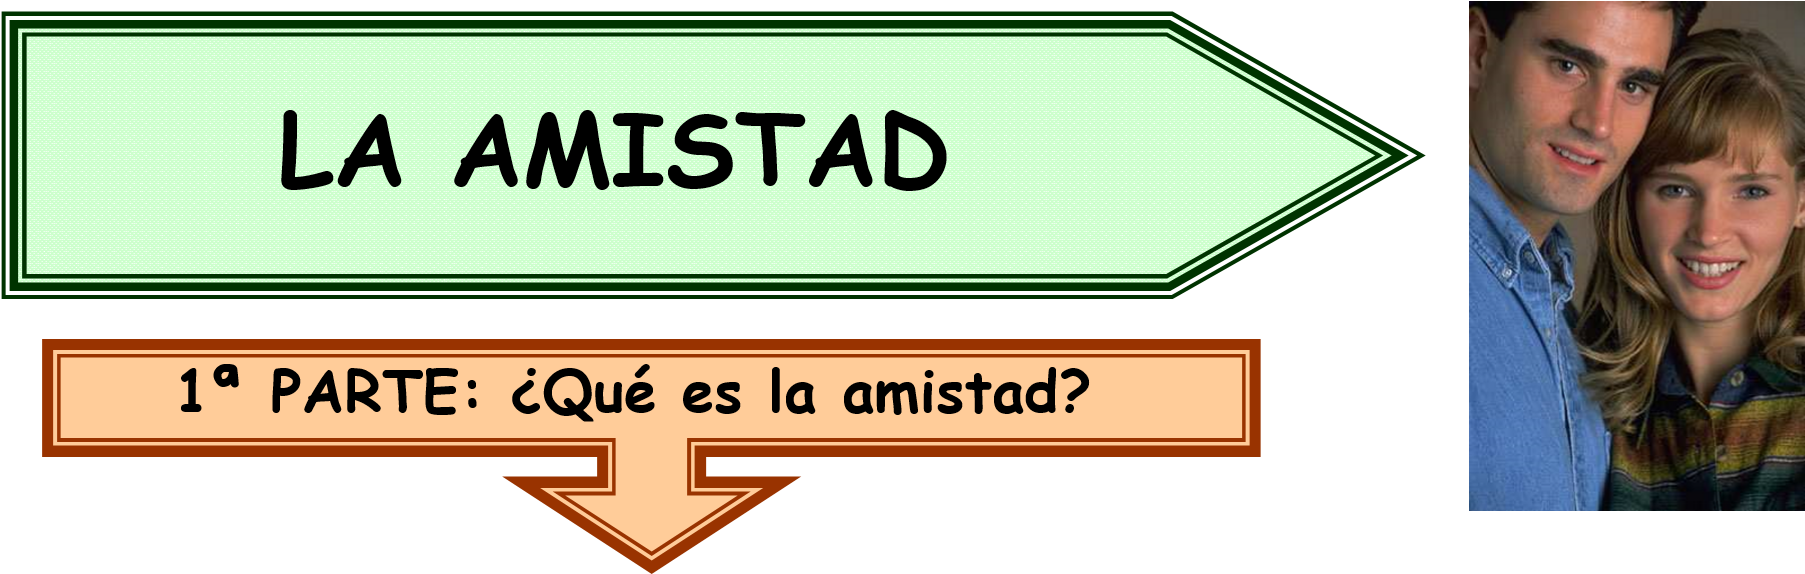 LA AMISTAD
1ª PARTE: ¿Qué es la amistad?